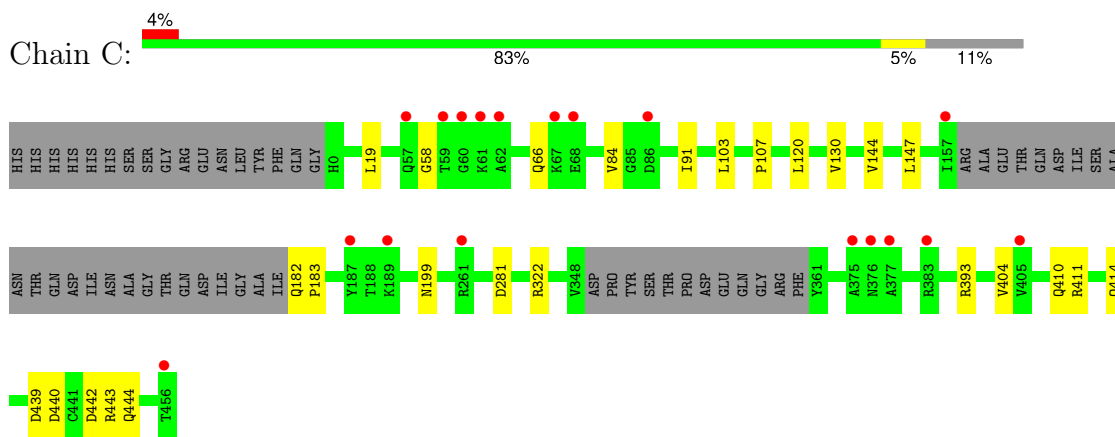 4%
Chain C:
83% 5% 11%
HIS HIS HIS HIS HIS HIS SER SER GLY ARG GLU ASN LEU TYR PHE GLN GLY H0 L19 Q57 G58 T59 G60 K61 A62 Q66 K67 E68 V84 G85 D86 I91 L103 P107 L120 V130 V144 L147 I157 ARG ALA GLU THR GLN ASP ILE SER ALA
ASN THR GLN ASP ILE ASN ALA GLY THR GLN ASP ILE GLY ALA ILE Q182 P183 Y187 T188 K189 N199 R261 D281 R322 V348 ASP PRO TYR SER THR PRO ASP GLU GLN GLY ARG PHE Y361 A375 N376 A377 R383 R393 V404 V405 Q410 R411
D439 D440 C441 D442 R443 Q444 T456